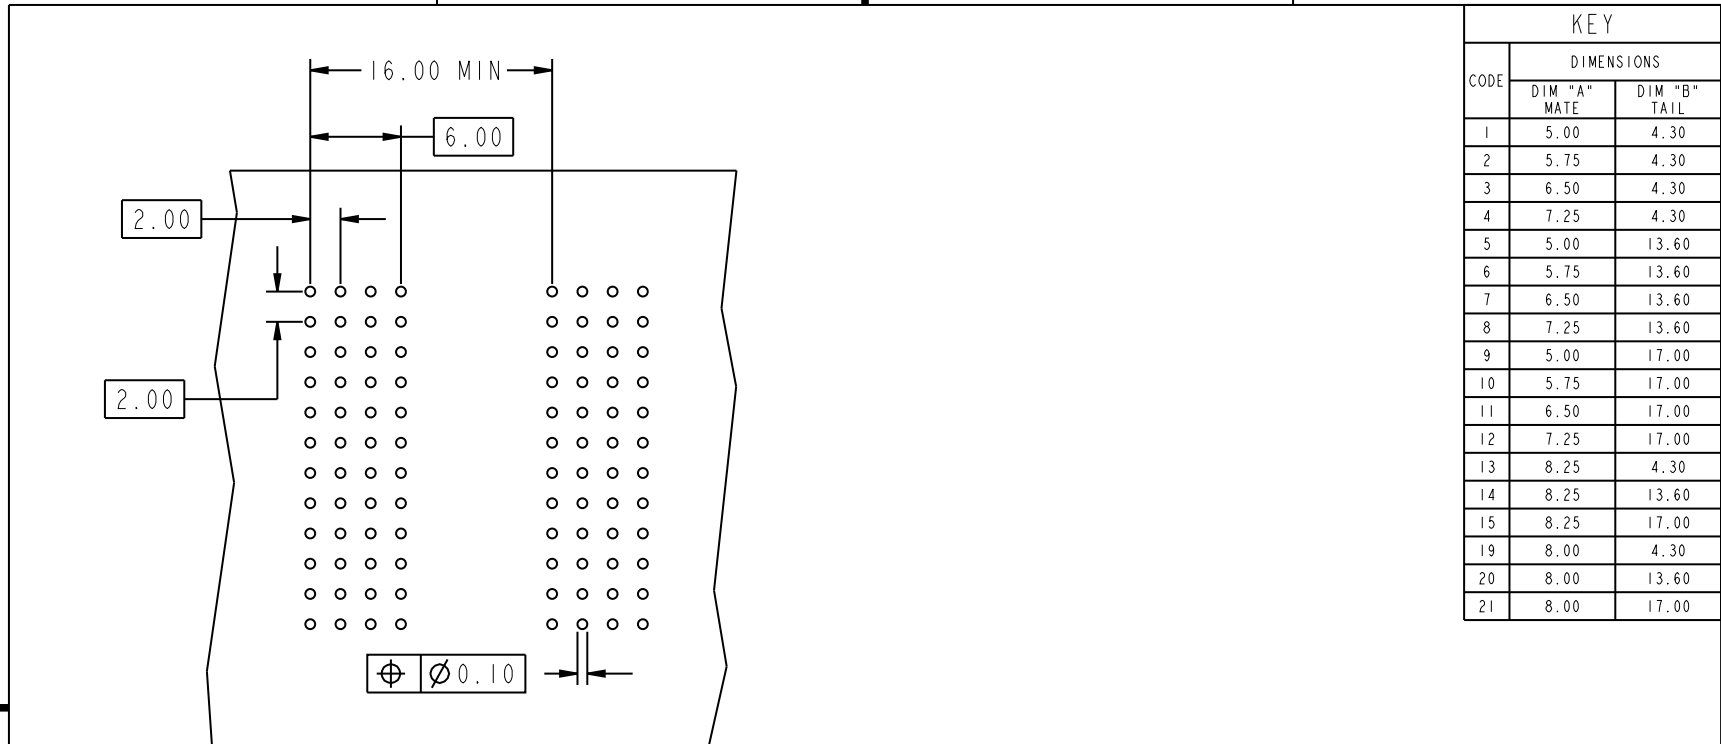 16.00 MIN
6.00
2.00
2.00
⌖ Ø0.10
KEY
CODE DIMENSIONS
DIM "A" MATE DIM "B" TAIL
1 5.00 4.30
2 5.75 4.30
3 6.50 4.30
4 7.25 4.30
5 5.00 13.60
6 5.75 13.60
7 6.50 13.60
8 7.25 13.60
9 5.00 17.00
10 5.75 17.00
11 6.50 17.00
12 7.25 17.00
13 8.25 4.30
14 8.25 13.60
15 8.25 17.00
19 8.00 4.30
20 8.00 13.60
21 8.00 17.00